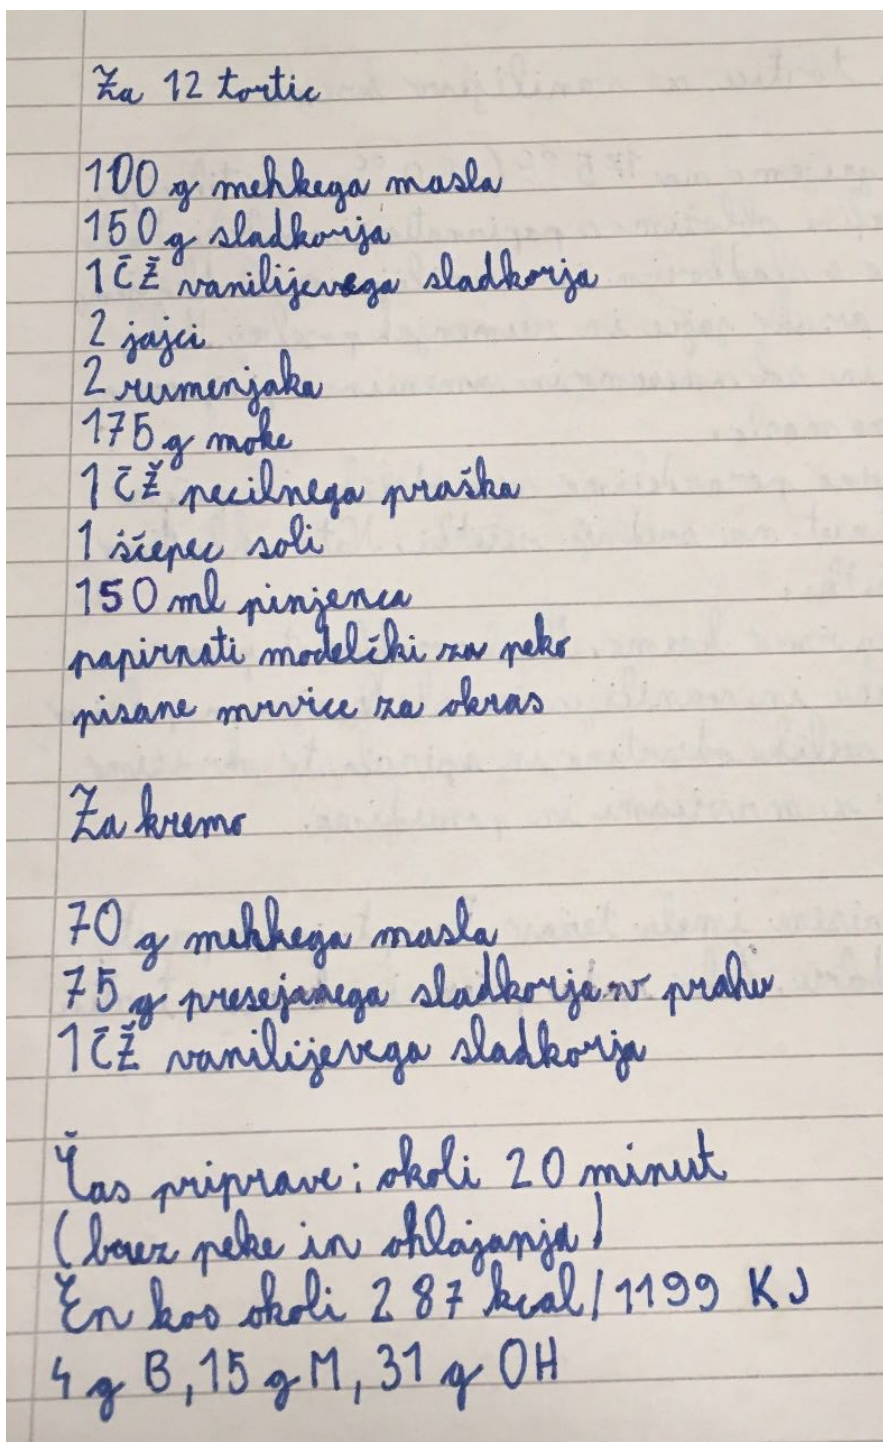 Za 12 tortic
100 g mehkega masla
150 g sladkorja
1 ČŽ vanilijevega sladkorja
2 jajci
2 rumenjaka
175 g moke
1 ČŽ pecilnega praška
1 ščepec soli
150 ml pinjenca
papirnati modelčki za peko
pisane mrvice za okras
Za kremo
70 g mehkega masla
75 g presejanega sladkorja v prahu
1 ČŽ vanilijevega sladkorja
Čas priprave: okoli 20 minut
(brez peke in ohlajanja)
En kos okoli 287 kcal/1199 KJ
4 g B, 15 g M, 31 g OH